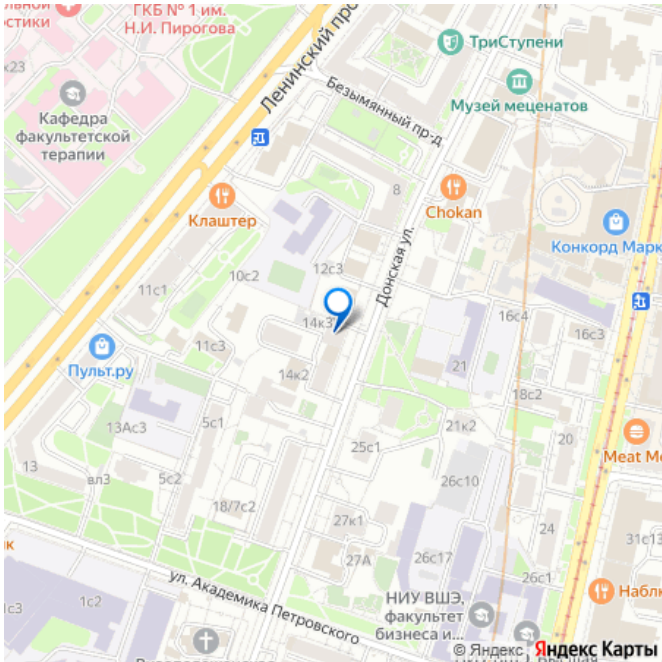 ГКБ № 1 им.
Н.И. Пирогова
Ленинский про
ТриСтупени
Безымянный пр-д
Музей меценатов
Кафедра
факультетской
терапии
8
Chokan
Клаштер
Конкорд Марк
Донская ул.
12с3
10с2
11с1
14к3
16с4
16с3
11с3
Пульт.ру
14к2
21
18с2
5с1
13Ас3
21к2
20
Meat Me
25с1
13
вл3
5с2
26с10
18/7с2
27к1
24
31с13
27А
26с17
26с1
ул. Академика Петровского
НИУ ВШЭ,
факультет
бизнеса и...
Наблю
1с3
1с2
© Яндекс Яндекс Карты